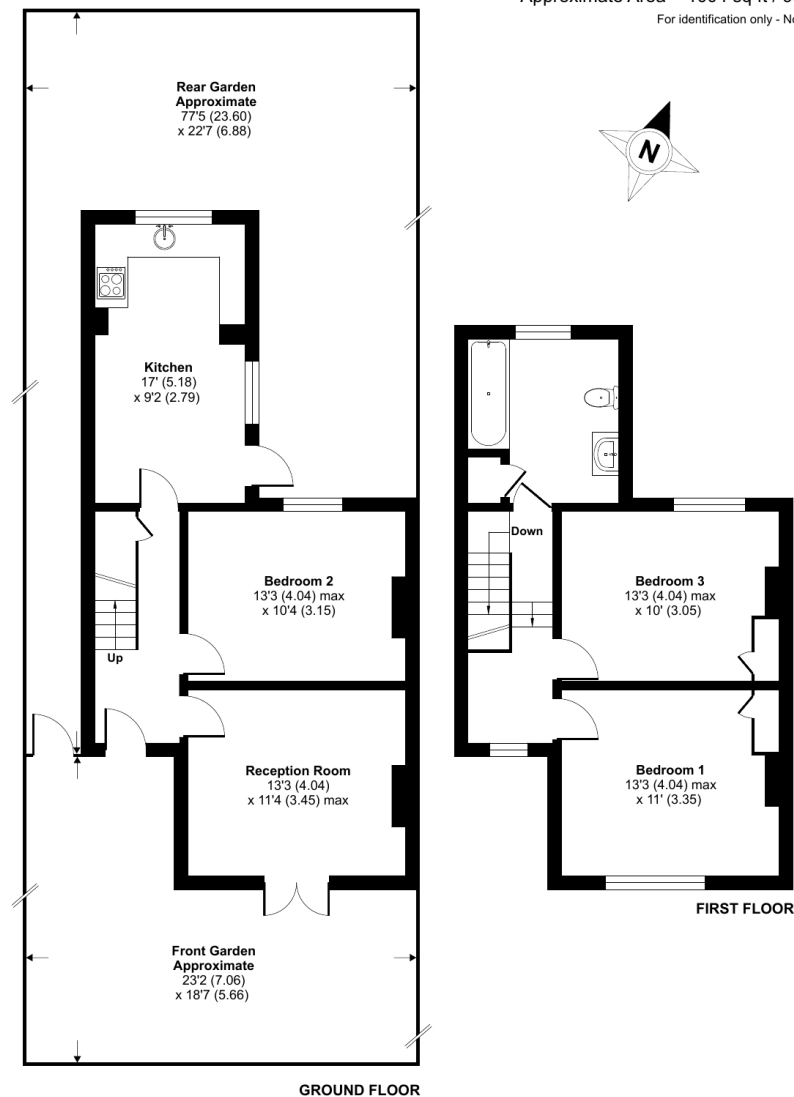 For identification only - No
Rear Garden
Approximate
77'5 (23.60)
x 22'7 (6.88)
N
Kitchen
17' (5.18)
x 9'2 (2.79)
Down
Bedroom 2
13'3 (4.04) max
x 10'4 (3.15)
Bedroom 3
13'3 (4.04) max
x 10' (3.05)
Up
Reception Room
13'3 (4.04)
x 11'4 (3.45) max
Bedroom 1
13'3 (4.04) max
x 11' (3.35)
FIRST FLOOR
Front Garden
Approximate
23'2 (7.06)
x 18'7 (5.66)
GROUND FLOOR